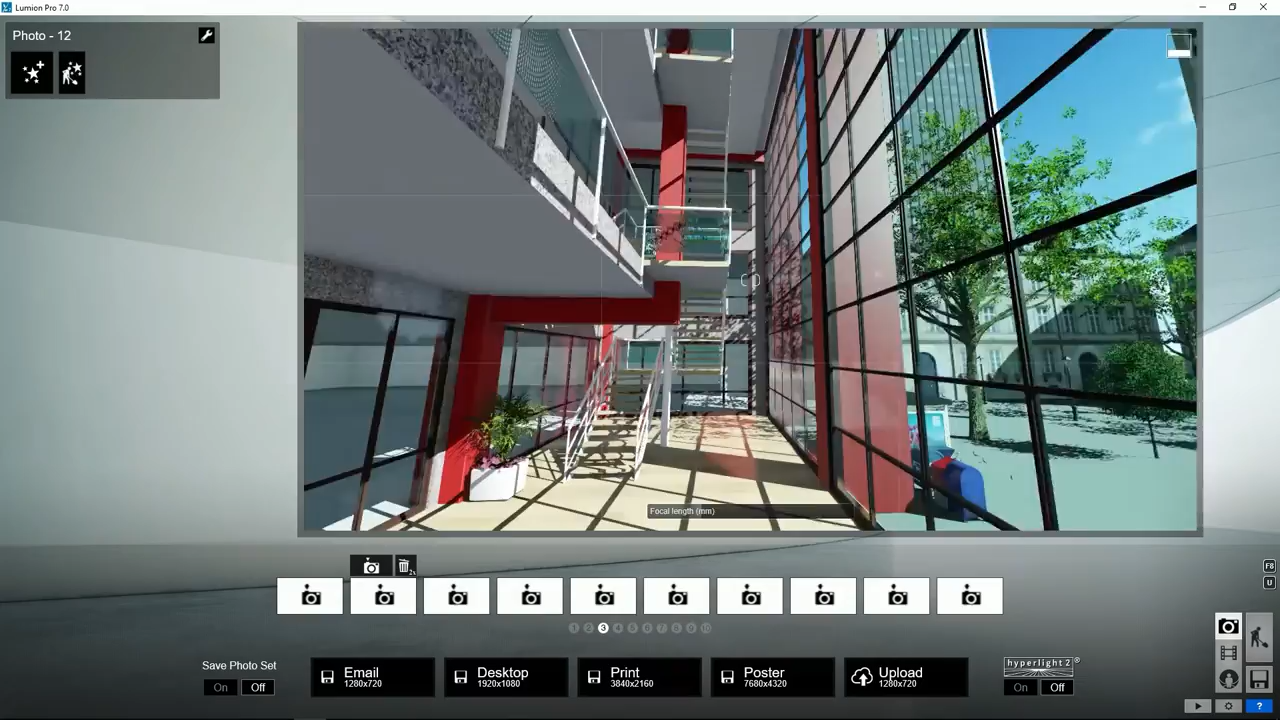 Lumion Pro 7.0
Photo - 12
Focal length (mm)
2x
1 2 3 4 5 6 7 8 9 10
Save Photo Set
On Off
Email
1280x720
Desktop
1920x1080
Print
3840x2160
Poster
7680x4320
Upload
1280x720
hyperlight 2®
On Off
F8
U
?